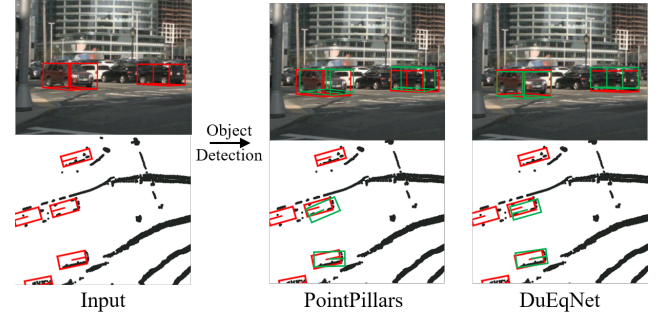 Object
Detection
Input
PointPillars
DuEqNet